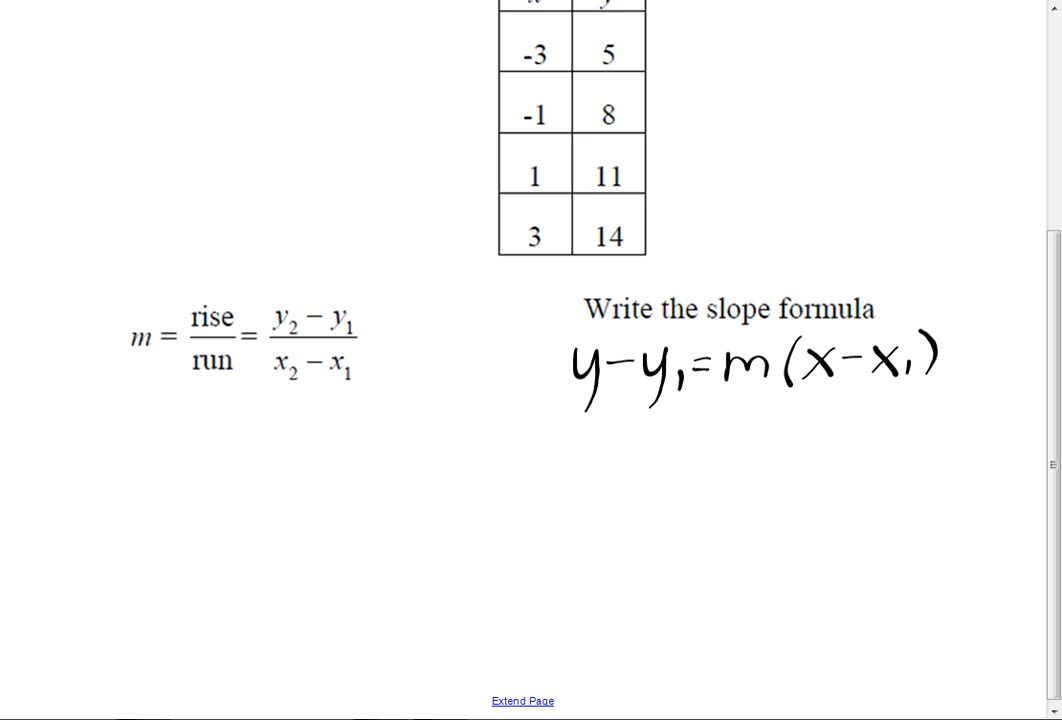 -3 5
-1 8
1 11
3 14
m = rise/run = y₂ − y₁/x₂ − x₁
Write the slope formula
y − y₁ = m(x − x₁)
Extend Page